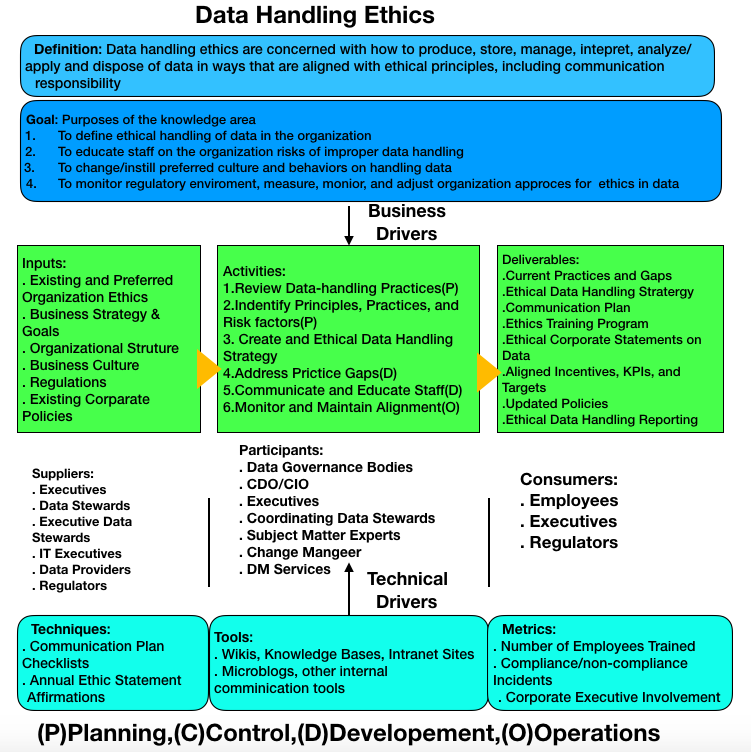 Data Handling Ethics
Definition: Data handling ethics are concerned with how to produce, store, manage, intepret, analyze/
apply and dispose of data in ways that are aligned with ethical principles, including communication
responsibility
Goal: Purposes of the knowledge area
1. To define ethical handling of data in the organization
2. To educate staff on the organization risks of improper data handling
3. To change/instill preferred culture and behaviors on handling data
4. To monitor regulatory enviroment, measure, monior, and adjust organization approces for ethics in data
Business
Drivers
Inputs:
. Existing and Preferred
Organization Ethics
. Business Strategy &
Goals
. Organizational Struture
. Business Culture
. Regulations
. Existing Corparate
Policies
Activities:
1.Review Data-handling Practices(P)
2.Indentify Principles, Practices, and
Risk factors(P)
3. Create and Ethical Data Handling
Strategy
4.Address Prictice Gaps(D)
5.Communicate and Educate Staff(D)
6.Monitor and Maintain Alignment(O)
Deliverables:
.Current Practices and Gaps
.Ethical Data Handling Stratergy
.Communication Plan
.Ethics Training Program
.Ethical Corporate Statements on
Data
.Aligned Incentives, KPIs, and
Targets
.Updated Policies
.Ethical Data Handling Reporting
Suppliers:
. Executives
. Data Stewards
. Executive Data
Stewards
. IT Executives
. Data Providers
. Regulators
Participants:
. Data Governance Bodies
. CDO/CIO
. Executives
. Coordinating Data Stewards
. Subject Matter Experts
. Change Mangeer
. DM Services
Consumers:
. Employees
. Executives
. Regulators
Technical
Drivers
Techniques:
. Communication Plan
Checklists
. Annual Ethic Statement
Affirmations
Tools:
. Wikis, Knowledge Bases, Intranet Sites
. Microblogs, other internal
comminication tools
Metrics:
. Number of Employees Trained
. Compliance/non-compliance
Incidents
. Corporate Executive Involvement
(P)Planning,(C)Control,(D)Developement,(O)Operations